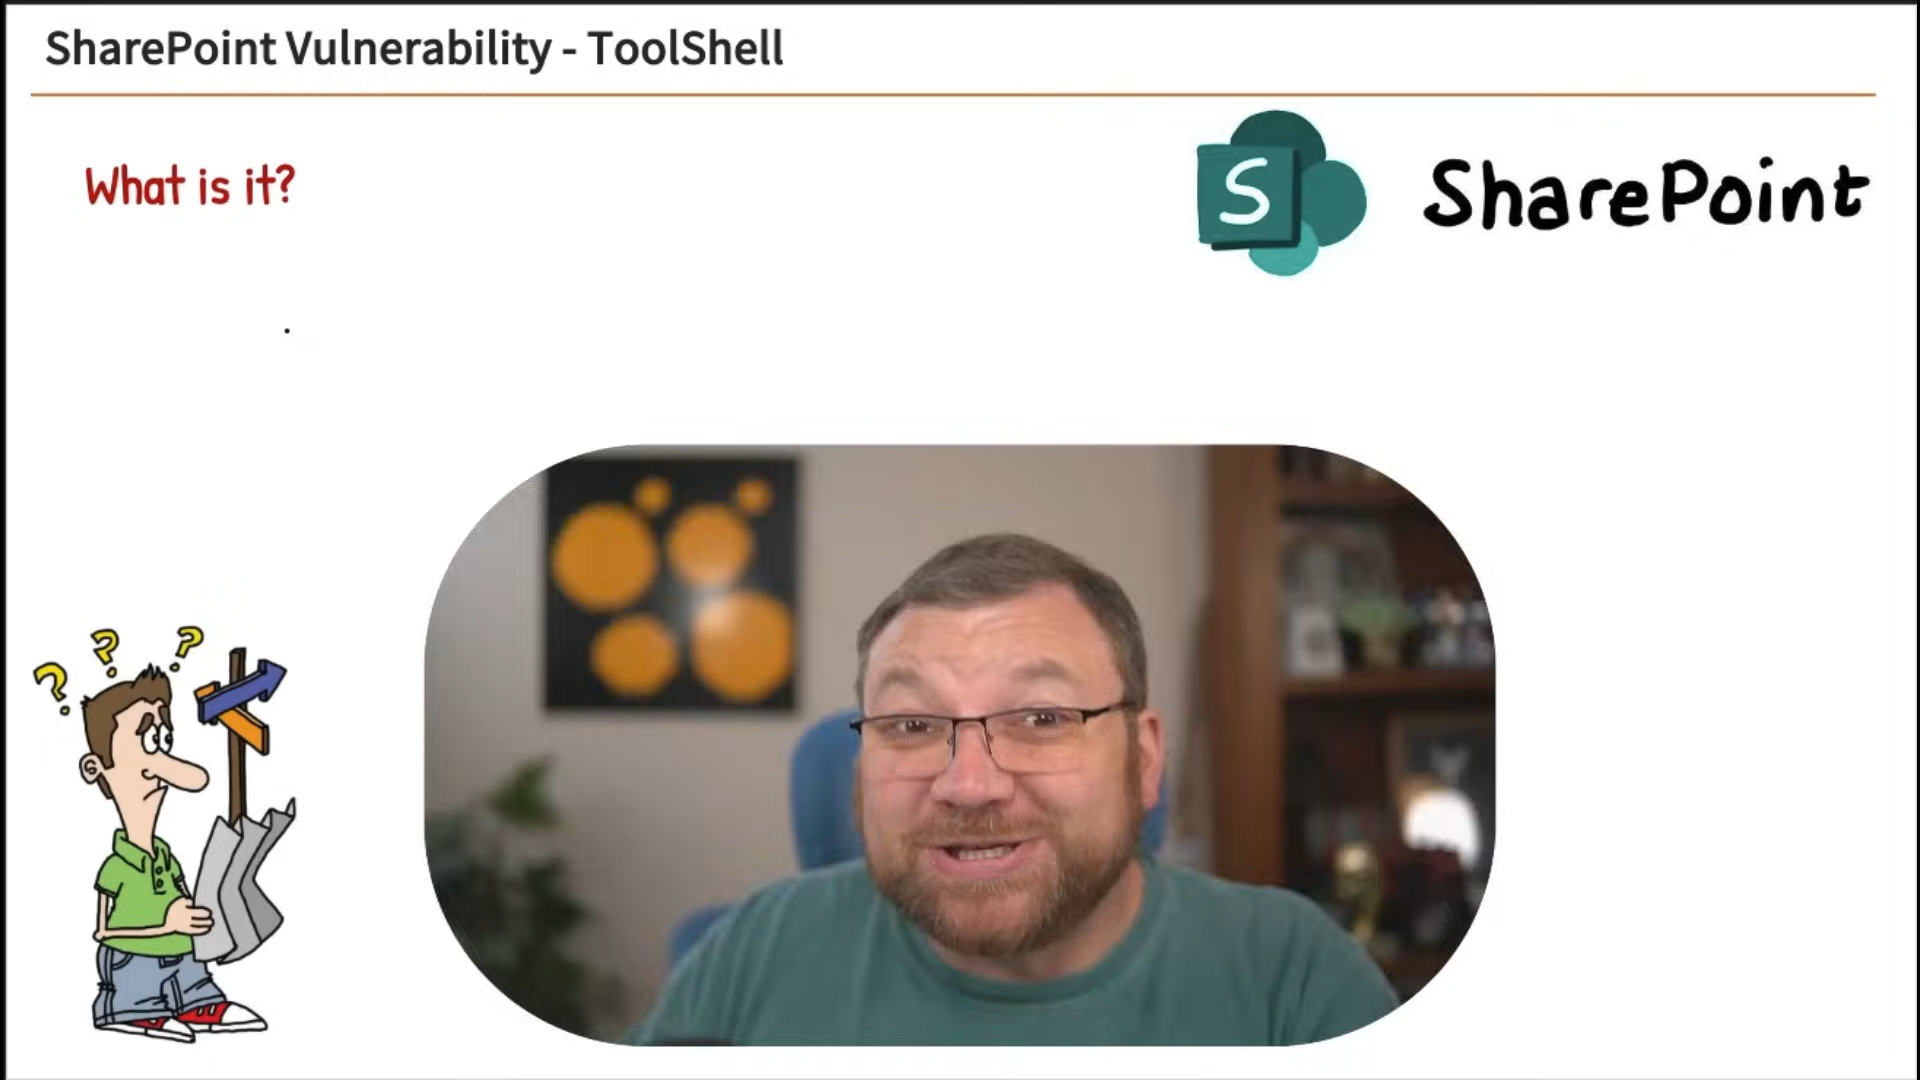 SharePoint Vulnerability - ToolShell
What is it?
S SharePoint
? ? ?